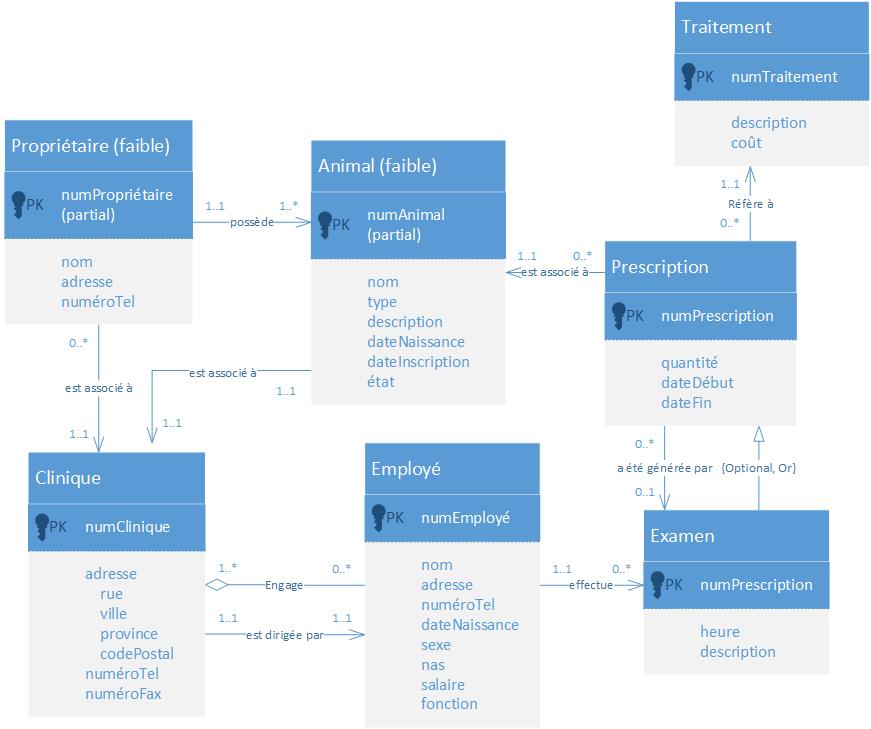 Traitement
PK numTraitement
description
coût
Propriétaire (faible)
PK numPropriétaire
(partial)
nom
adresse
numéroTel
1..1
possède
1..*
Animal (faible)
PK numAnimal
(partial)
nom
type
description
dateNaissance
dateInscription
état
1..1
Réfère à
0..*
1..1
est associé à
0..*
Prescription
PK numPrescription
quantité
dateDébut
dateFin
0..*
est associé à
1..1
est associé à
1..1
1..1
0..*
a été générée par
0..1
{Optional, Or}
Clinique
PK numClinique
adresse
rue
ville
province
codePostal
numéroTel
numéroFax
1..*
Engage
0..*
1..1
est dirigée par
1..1
Employé
PK numEmployé
nom
adresse
numéroTel
dateNaissance
sexe
nas
salaire
fonction
1..1
effectue
0..*
Examen
PK numPrescription
heure
description